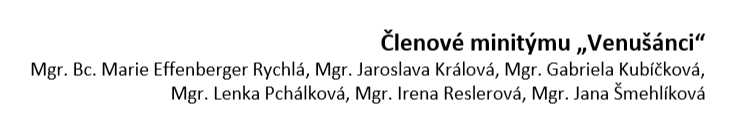 Členové minitýmu „Venušánci“
Mgr. Bc. Marie Effenberger Rychlá, Mgr. Jaroslava Králová, Mgr. Gabriela Kubíčková,
Mgr. Lenka Pchálková, Mgr. Irena Reslerová, Mgr. Jana Šmehlíková